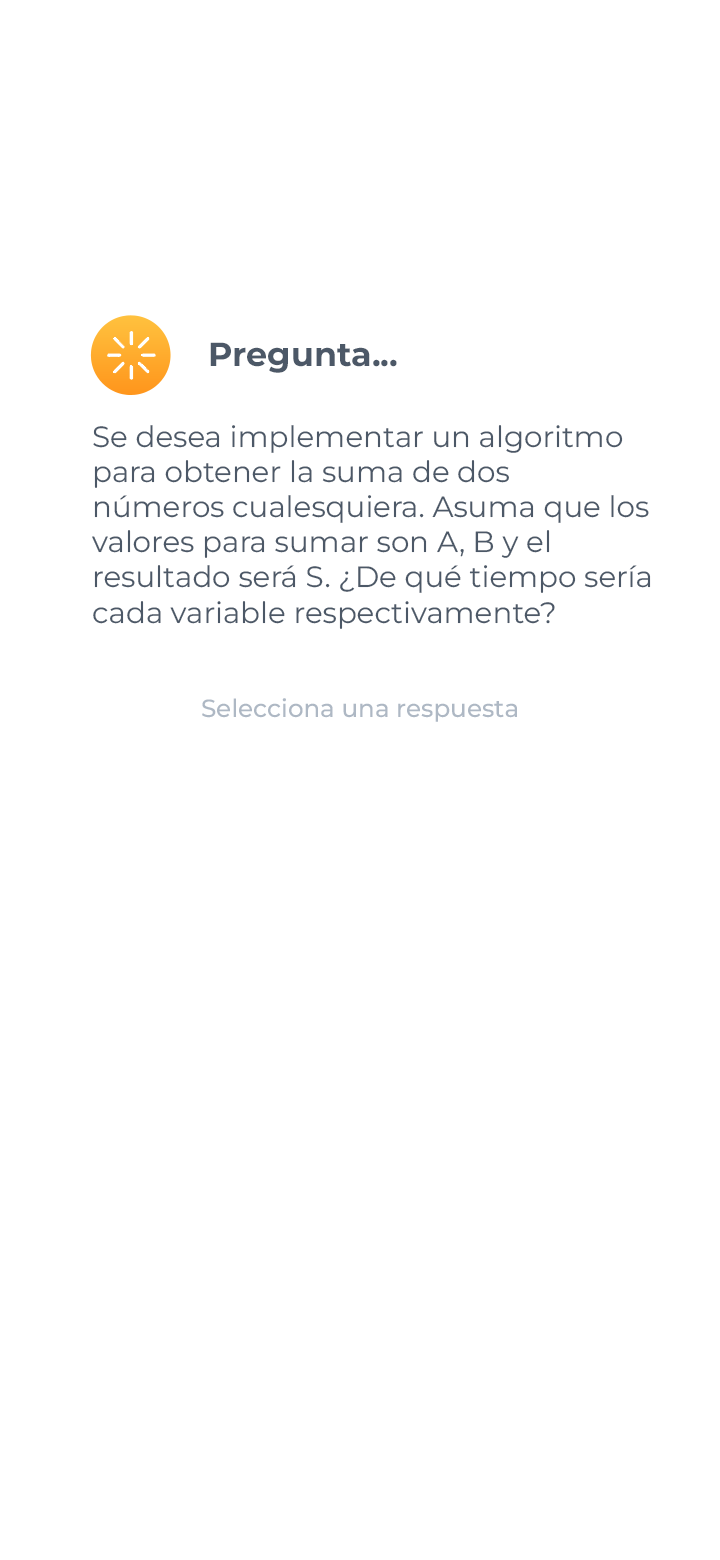 Pregunta...
Se desea implementar un algoritmo
para obtener la suma de dos
números cualesquiera. Asuma que los
valores para sumar son A, B y el
resultado será S. ¿De qué tiempo sería
cada variable respectivamente?
Selecciona una respuesta